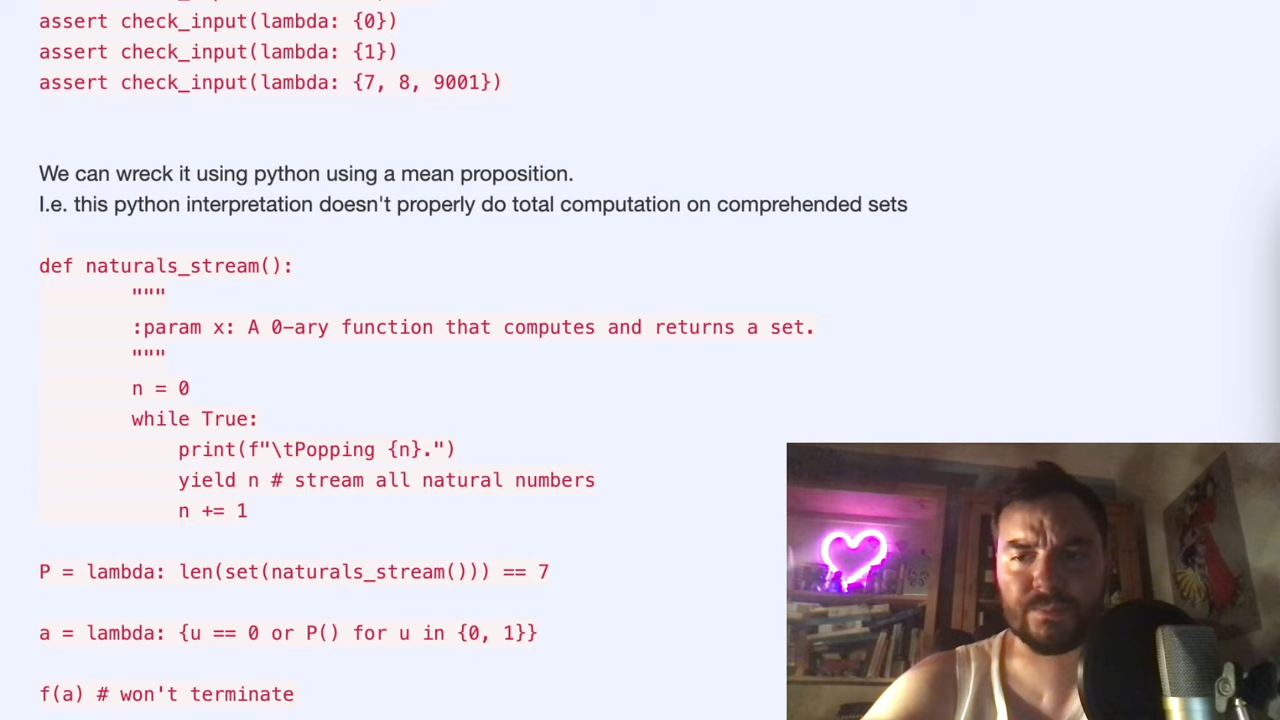 assert check_input(lambda: {0})
assert check_input(lambda: {1})
assert check_input(lambda: {7, 8, 9001})
We can wreck it using python using a mean proposition.
I.e. this python interpretation doesn't properly do total computation on comprehended sets
def naturals_stream():
"""
:param x: A 0-ary function that computes and returns a set.
"""
n = 0
while True:
print(f"\tPopping {n}.")
yield n # stream all natural numbers
n += 1
P = lambda: len(set(naturals_stream())) == 7
a = lambda: {u == 0 or P() for u in {0, 1}}
f(a) # won't terminate